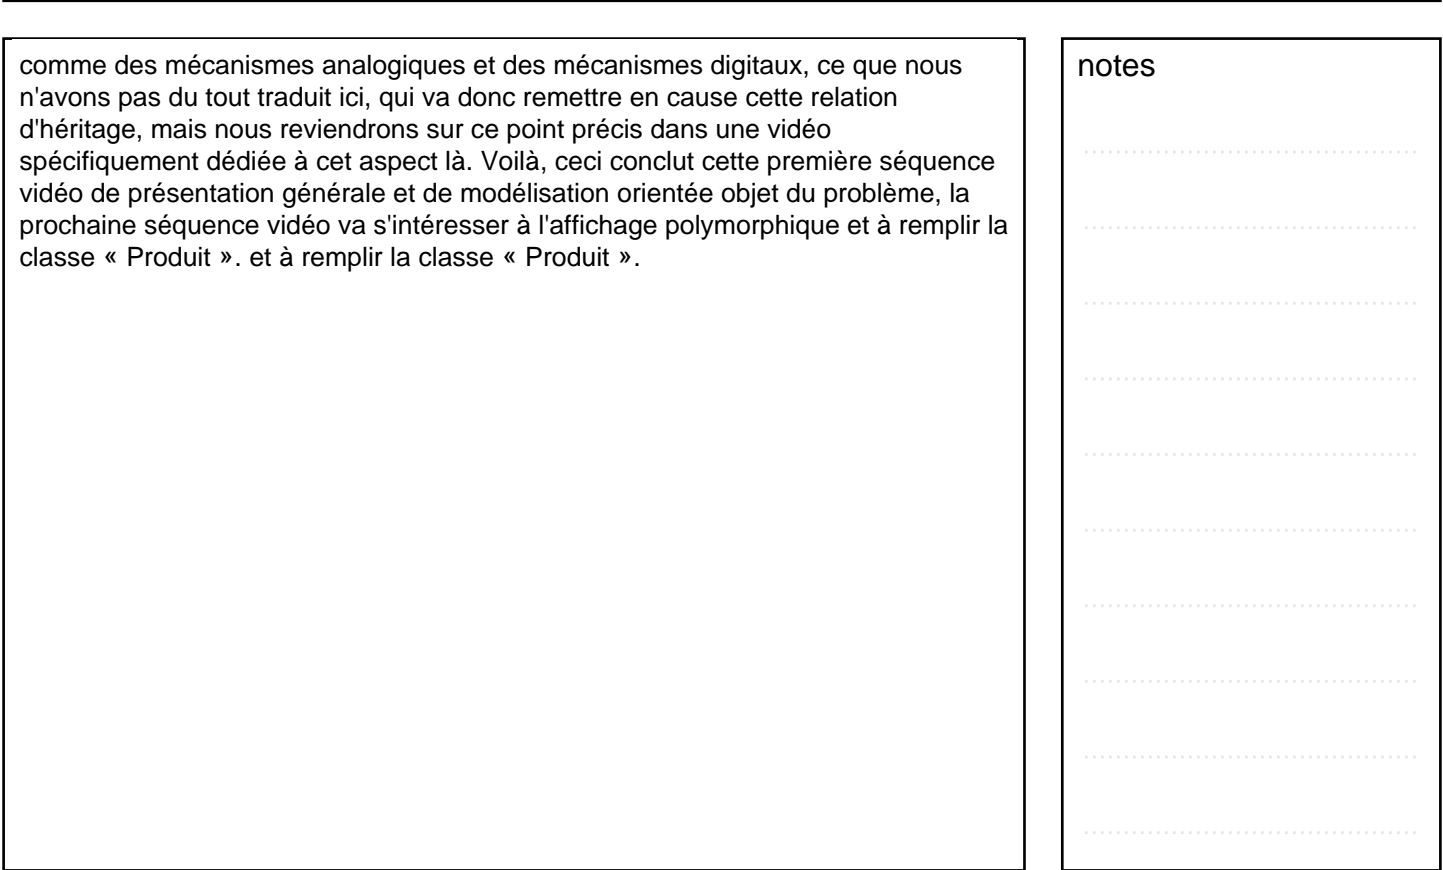 comme des mécanismes analogiques et des mécanismes digitaux, ce que nous
n'avons pas du tout traduit ici, qui va donc remettre en cause cette relation
d'héritage, mais nous reviendrons sur ce point précis dans une vidéo
spécifiquement dédiée à cet aspect là. Voilà, ceci conclut cette première séquence
vidéo de présentation générale et de modélisation orientée objet du problème, la
prochaine séquence vidéo va s'intéresser à l'affichage polymorphique et à remplir la
classe « Produit ». et à remplir la classe « Produit ».
notes